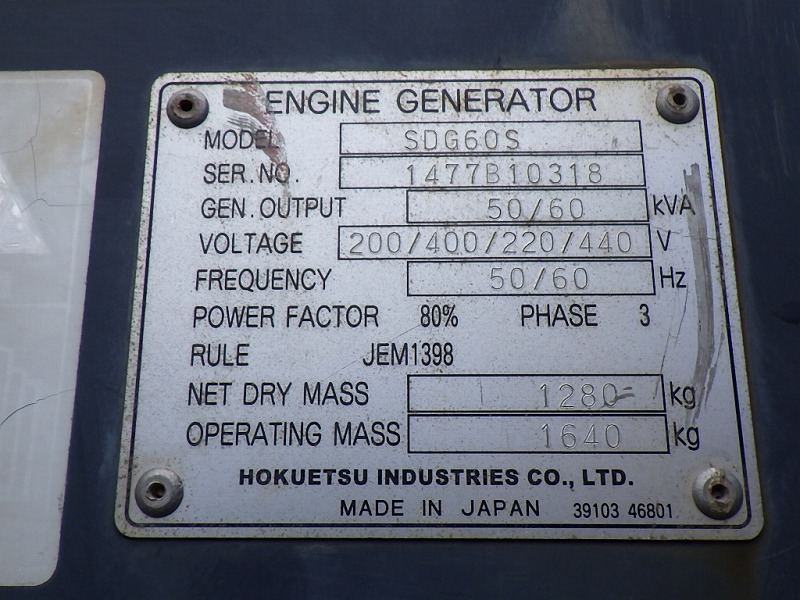 ENGINE GENERATOR
MODEL SDG60S
SER.NO. 1477B10318
GEN. OUTPUT 50/60 kVA
VOLTAGE 200/400/220/440 V
FREQUENCY 50/60 Hz
POWER FACTOR 80% PHASE 3
RULE JEM1398
NET DRY MASS 1280 kg
OPERATING MASS 1640 kg
HOKUETSU INDUSTRIES CO., LTD.
MADE IN JAPAN 39103 46801